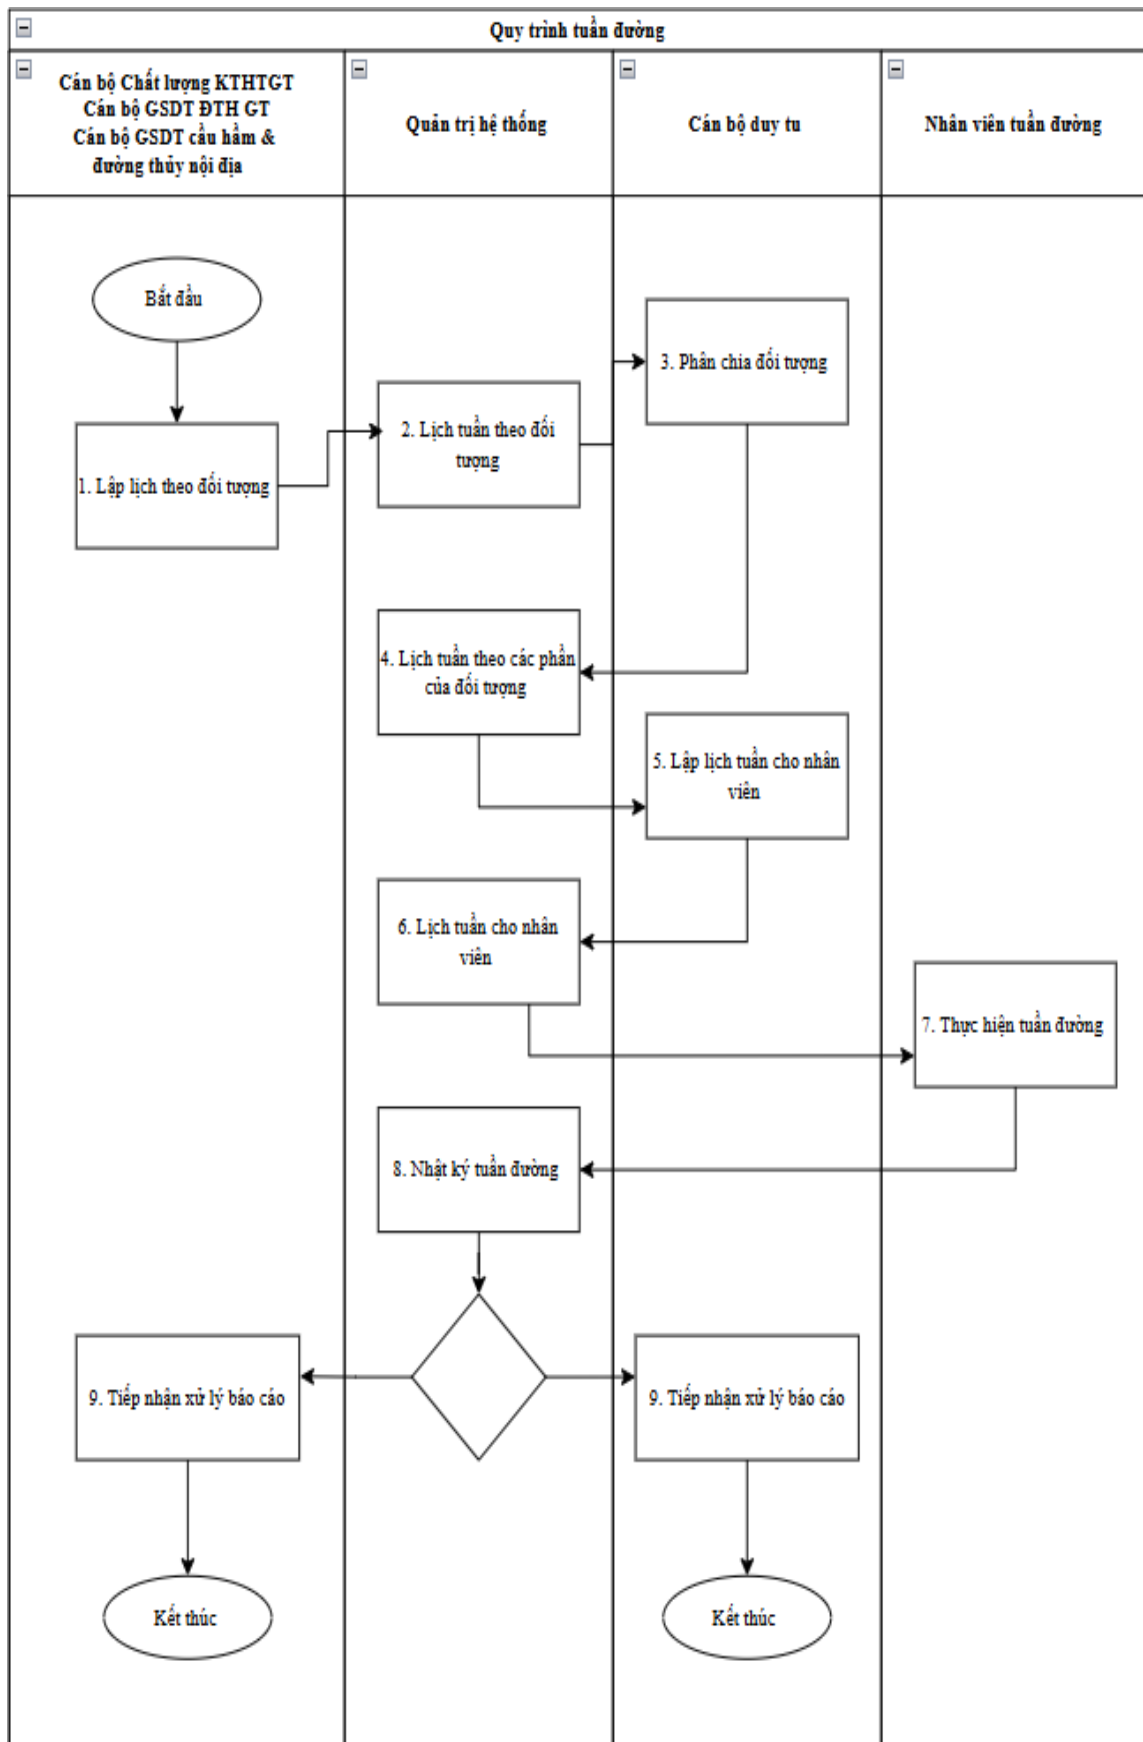 Quy trình tuần đường
Cán bộ Chất lượng KTHTGT
Cán bộ GSDT ĐTH GT
Cán bộ GSDT cầu hầm &
đường thủy nội địa
Quản trị hệ thống
Cán bộ duy tu
Nhân viên tuần đường
Bắt đầu
1. Lập lịch theo đối tượng
2. Lịch tuần theo đối
tượng
3. Phân chia đối tượng
4. Lịch tuần theo các phần
của đối tượng
5. Lập lịch tuần cho nhân
viên
6. Lịch tuần cho nhân
viên
7. Thực hiện tuần đường
8. Nhật ký tuần đường
9. Tiếp nhận xử lý báo cáo
9. Tiếp nhận xử lý báo cáo
Kết thúc
Kết thúc